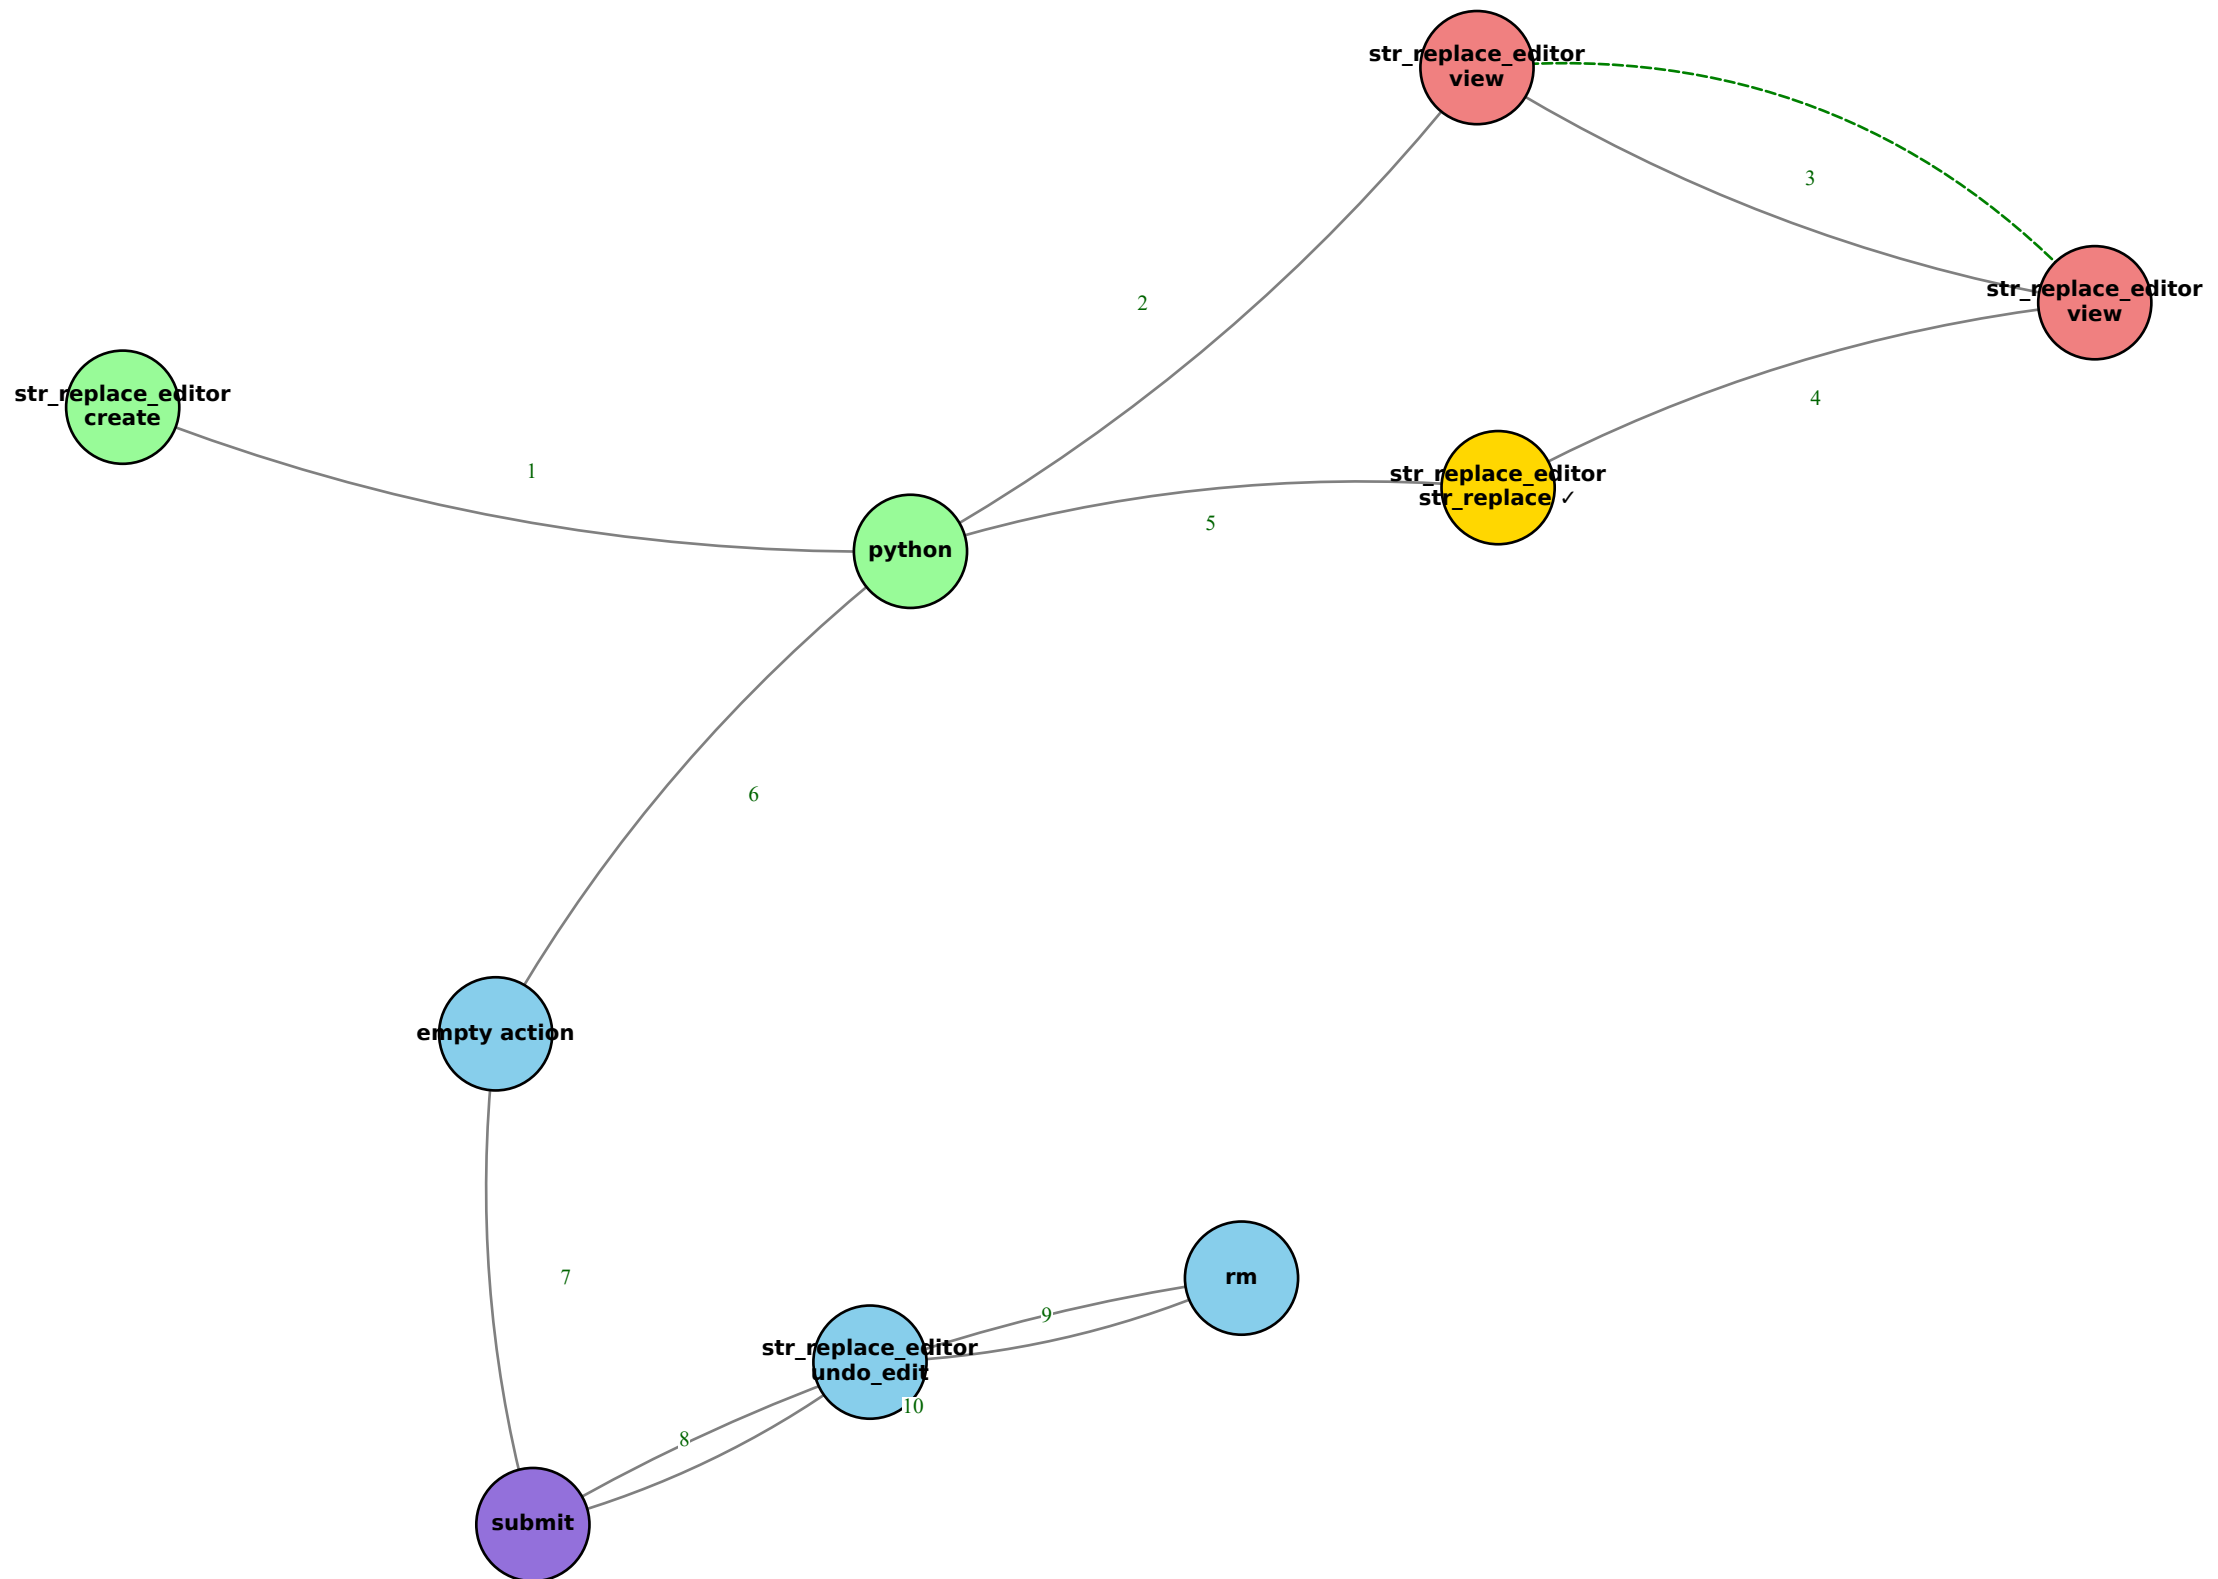 str_replace_editor
view
3
str_replace_editor
view
2
str_replace_editor
create
4
1
str_replace_editor
str_replace ✓
5
python
6
empty action
7
rm
9
str_replace_editor
undo_edit
10
8
submit